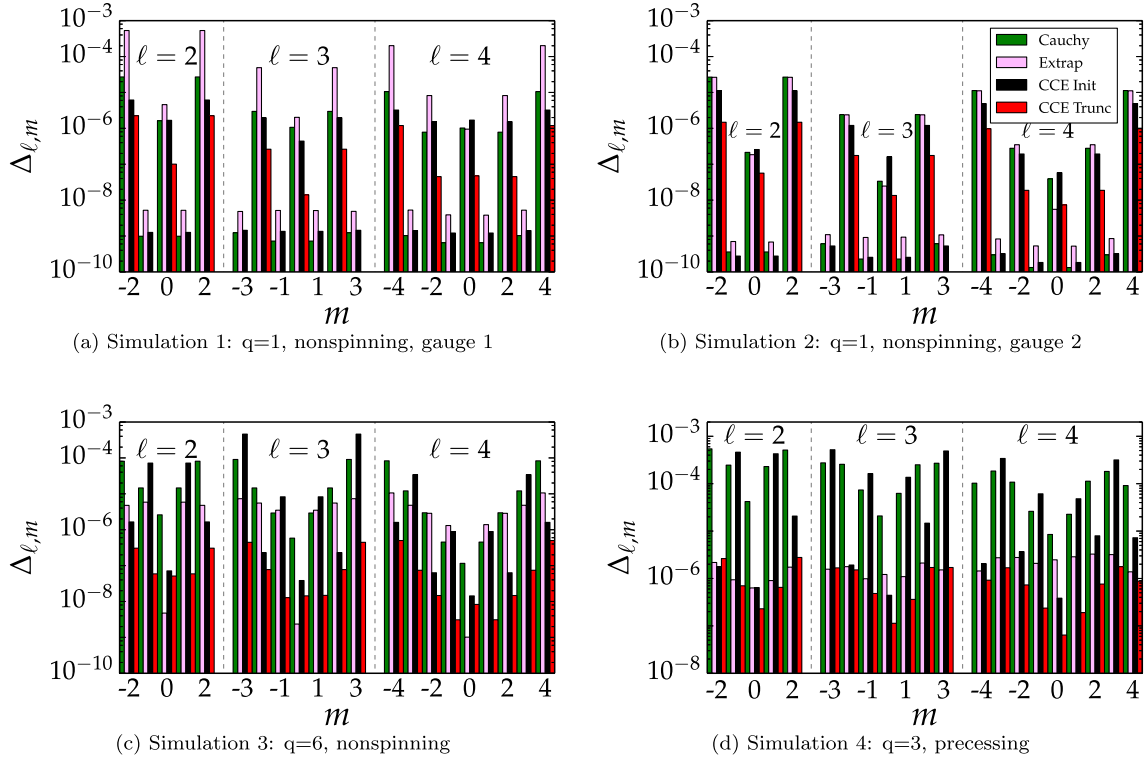 10⁻³
10⁻⁴
10⁻⁶
10⁻⁸
10⁻¹⁰
Δℓ,m
ℓ = 2
ℓ = 3
ℓ = 4
-2 0 2 -3 -1 1 3 -4 -2 0 2 4
m
(a) Simulation 1: q=1, nonspinning, gauge 1
10⁻³
10⁻⁴
10⁻⁶
10⁻⁸
10⁻¹⁰
Δℓ,m
Cauchy
Extrap
CCE Init
CCE Trunc
ℓ = 2
ℓ = 3
ℓ = 4
-2 0 2 -3 -1 1 3 -4 -2 0 2 4
m
(b) Simulation 2: q=1, nonspinning, gauge 2
10⁻³
10⁻⁴
10⁻⁶
10⁻⁸
10⁻¹⁰
Δℓ,m
ℓ = 2
ℓ = 3
ℓ = 4
-2 0 2 -3 -1 1 3 -4 -2 0 2 4
m
(c) Simulation 3: q=6, nonspinning
10⁻³
10⁻⁴
10⁻⁶
10⁻⁸
Δℓ,m
ℓ = 2
ℓ = 3
ℓ = 4
-2 0 2 -3 -1 1 3 -4 -2 0 2 4
m
(d) Simulation 4: q=3, precessing